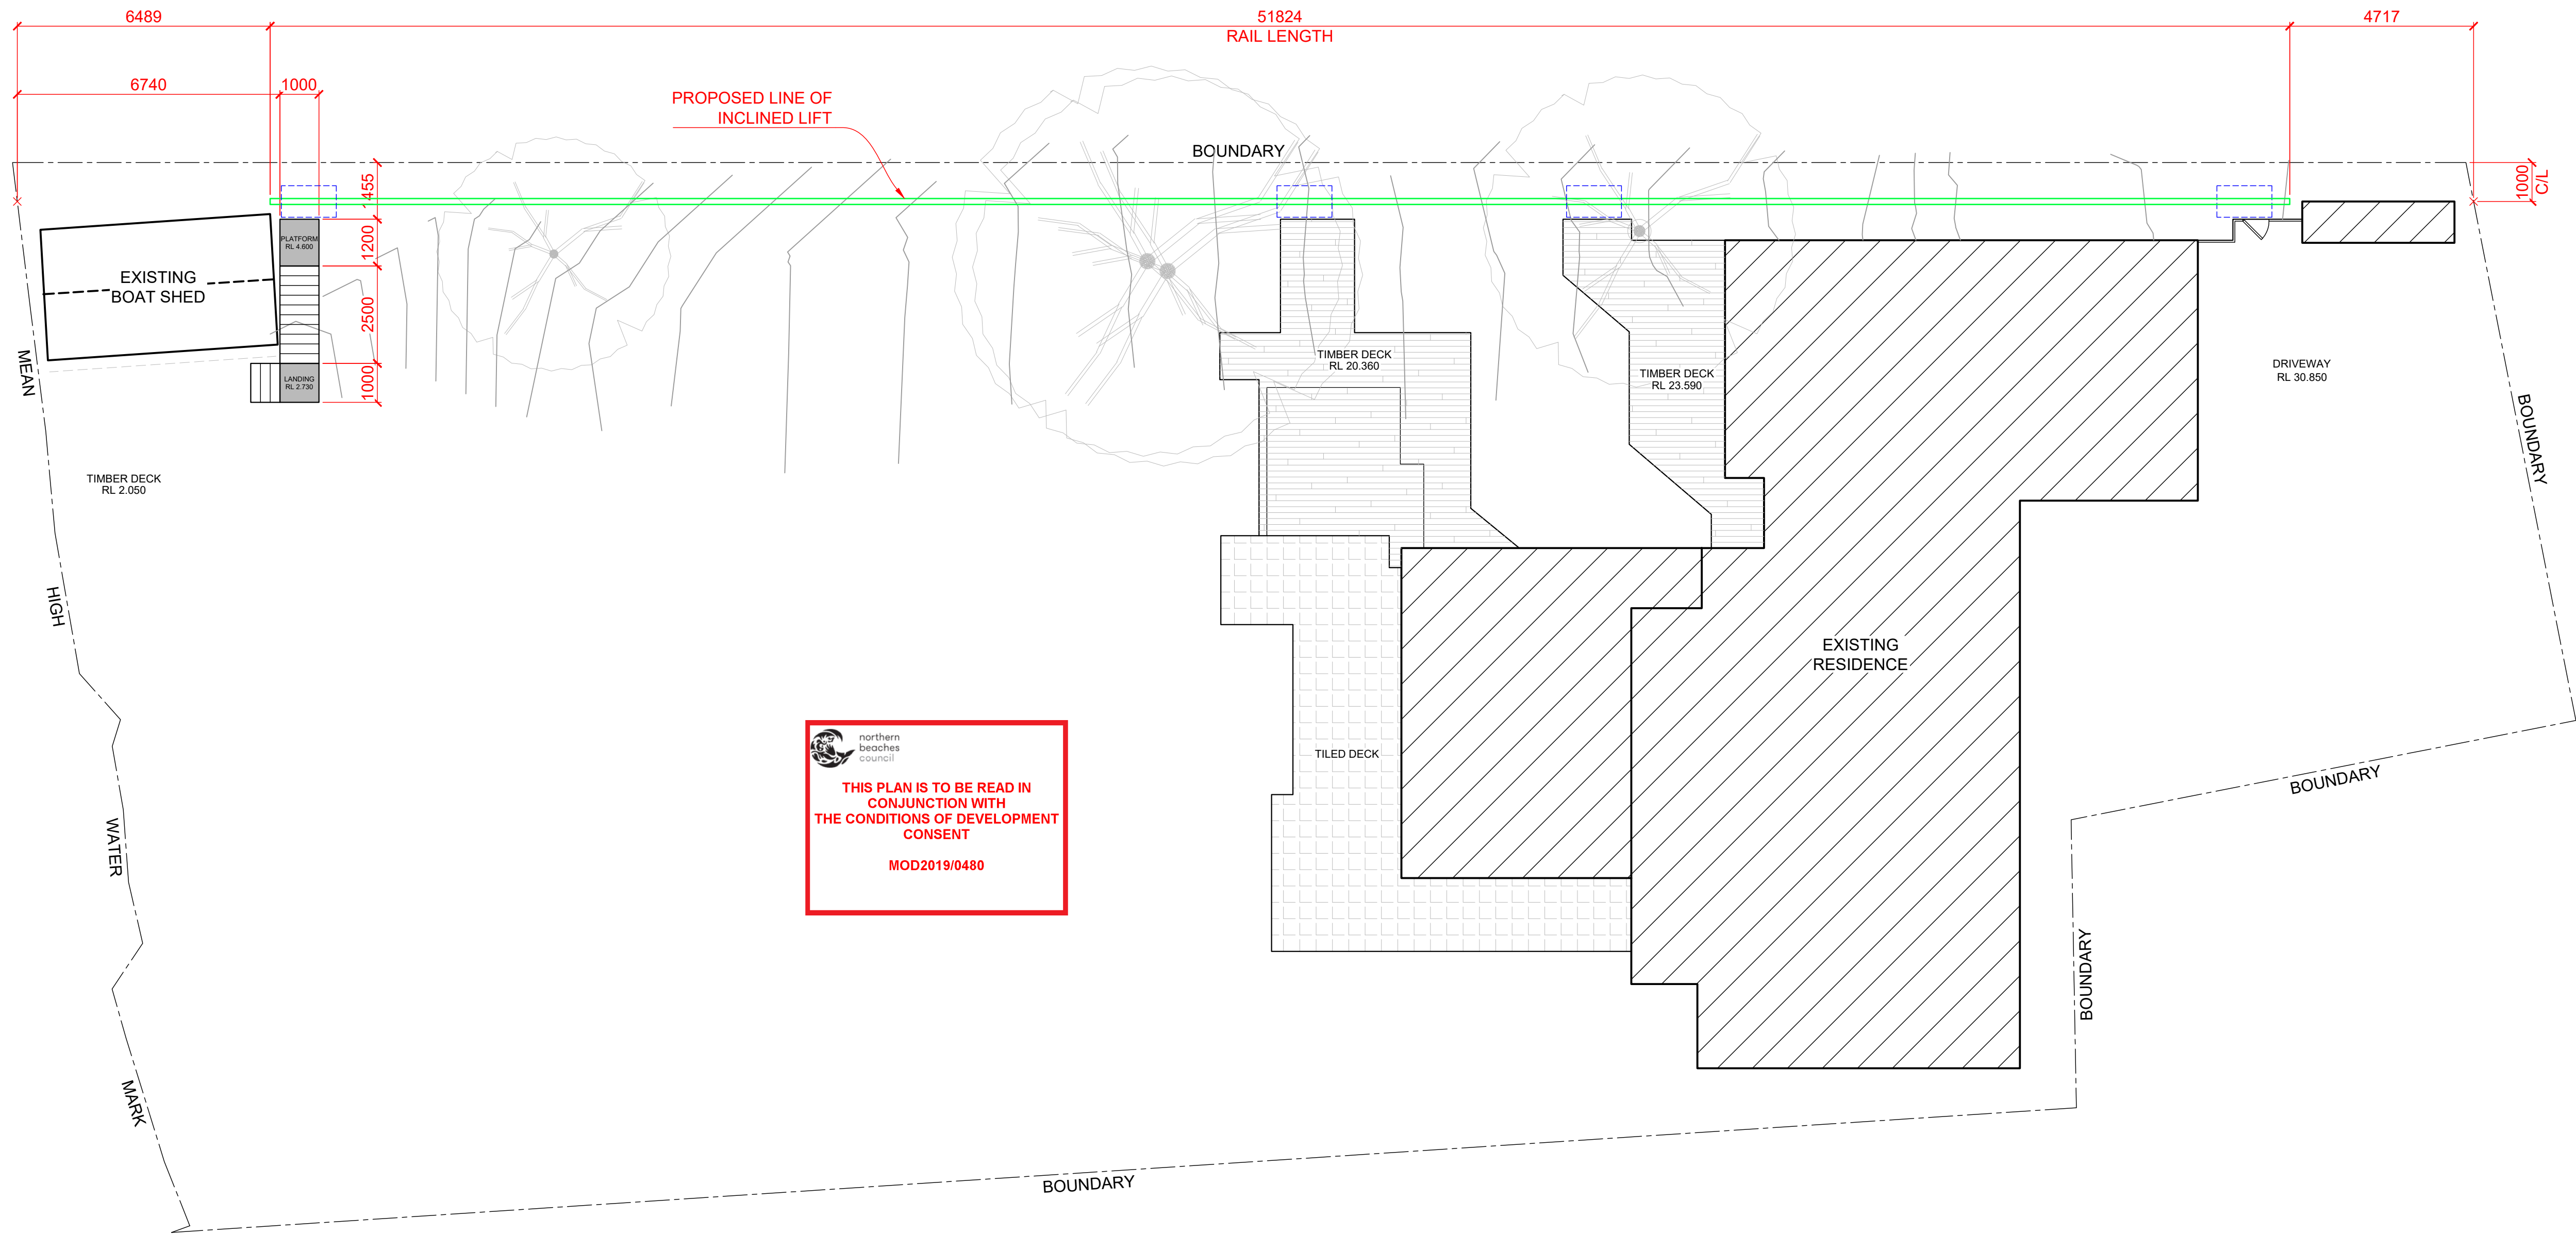 6489
51824
RAIL LENGTH
4717
6740
1000
PROPOSED LINE OF
INCLINED LIFT
BOUNDARY
1000
C/L
1200
2500
1000
PLATFORM
RL 4.600
EXISTING
BOAT SHED
LANDING
RL 2.730
TIMBER DECK
RL 20.360
TIMBER DECK
RL 23.590
DRIVEWAY
RL 30.850
BOUNDARY
MEAN
HIGH
WATER
MARK
TIMBER DECK
RL 2.050
EXISTING
RESIDENCE
TILED DECK
northern
beaches
council
THIS PLAN IS TO BE READ IN
CONJUNCTION WITH
THE CONDITIONS OF DEVELOPMENT
CONSENT
MOD2019/0480
BOUNDARY
BOUNDARY
BOUNDARY